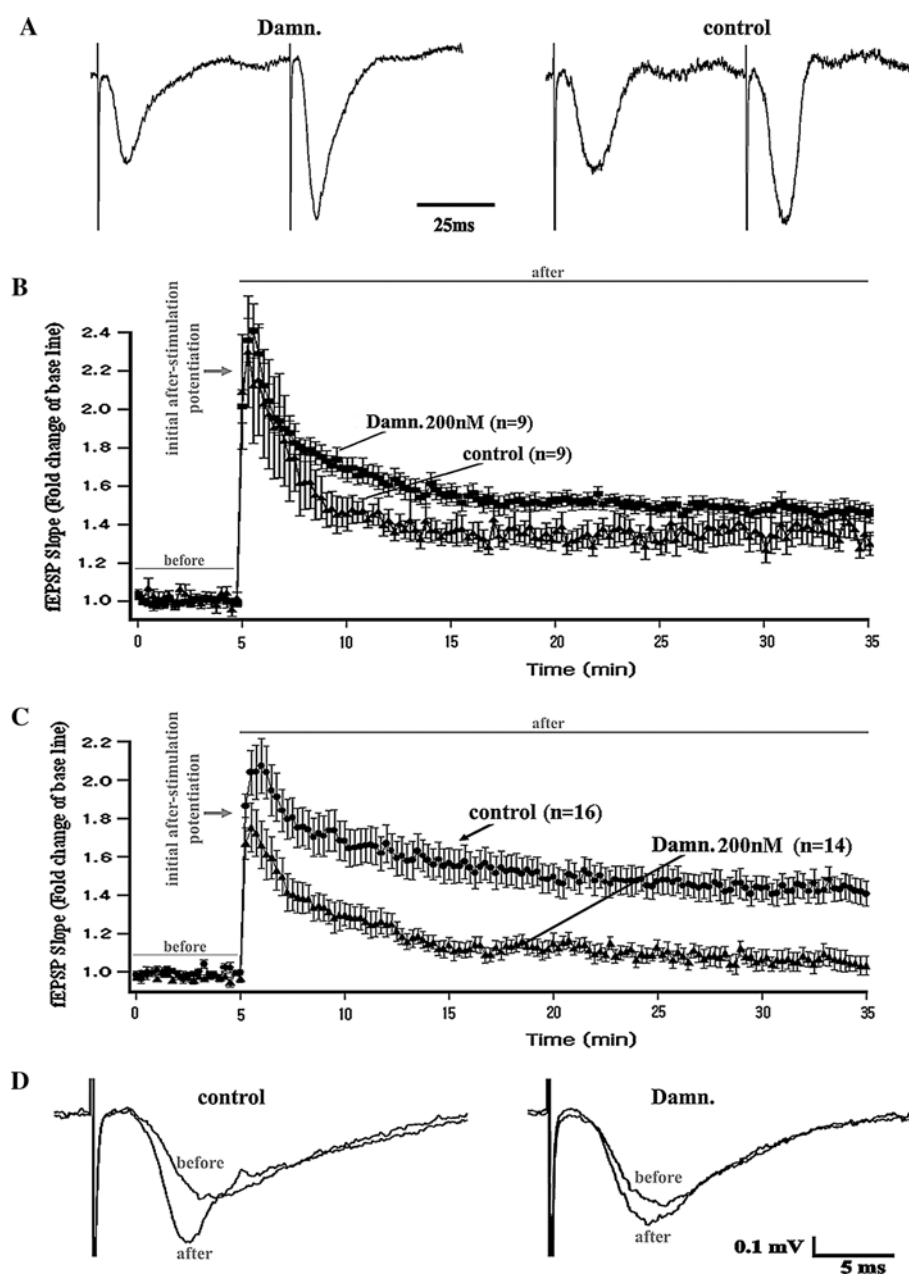 A
Damn.
control
25ms
B
after
initial after-stimulation
potentiation
fEPSP Slope (Fold change of base line)
2.4
2.2
2.0
1.8
1.6
1.4
1.2
1.0
Damn. 200nM (n=9)
control (n=9)
before
0 5 10 15 20 25 30 35
Time (min)
C
after
initial after-stimulation
potentiation
fEPSP Slope (Fold change of base line)
2.2
2.0
1.8
1.6
1.4
1.2
1.0
control (n=16)
Damn. 200nM (n=14)
before
0 5 10 15 20 25 30 35
Time (min)
D
control
Damn.
before
after
before
after
0.1 mV
5 ms